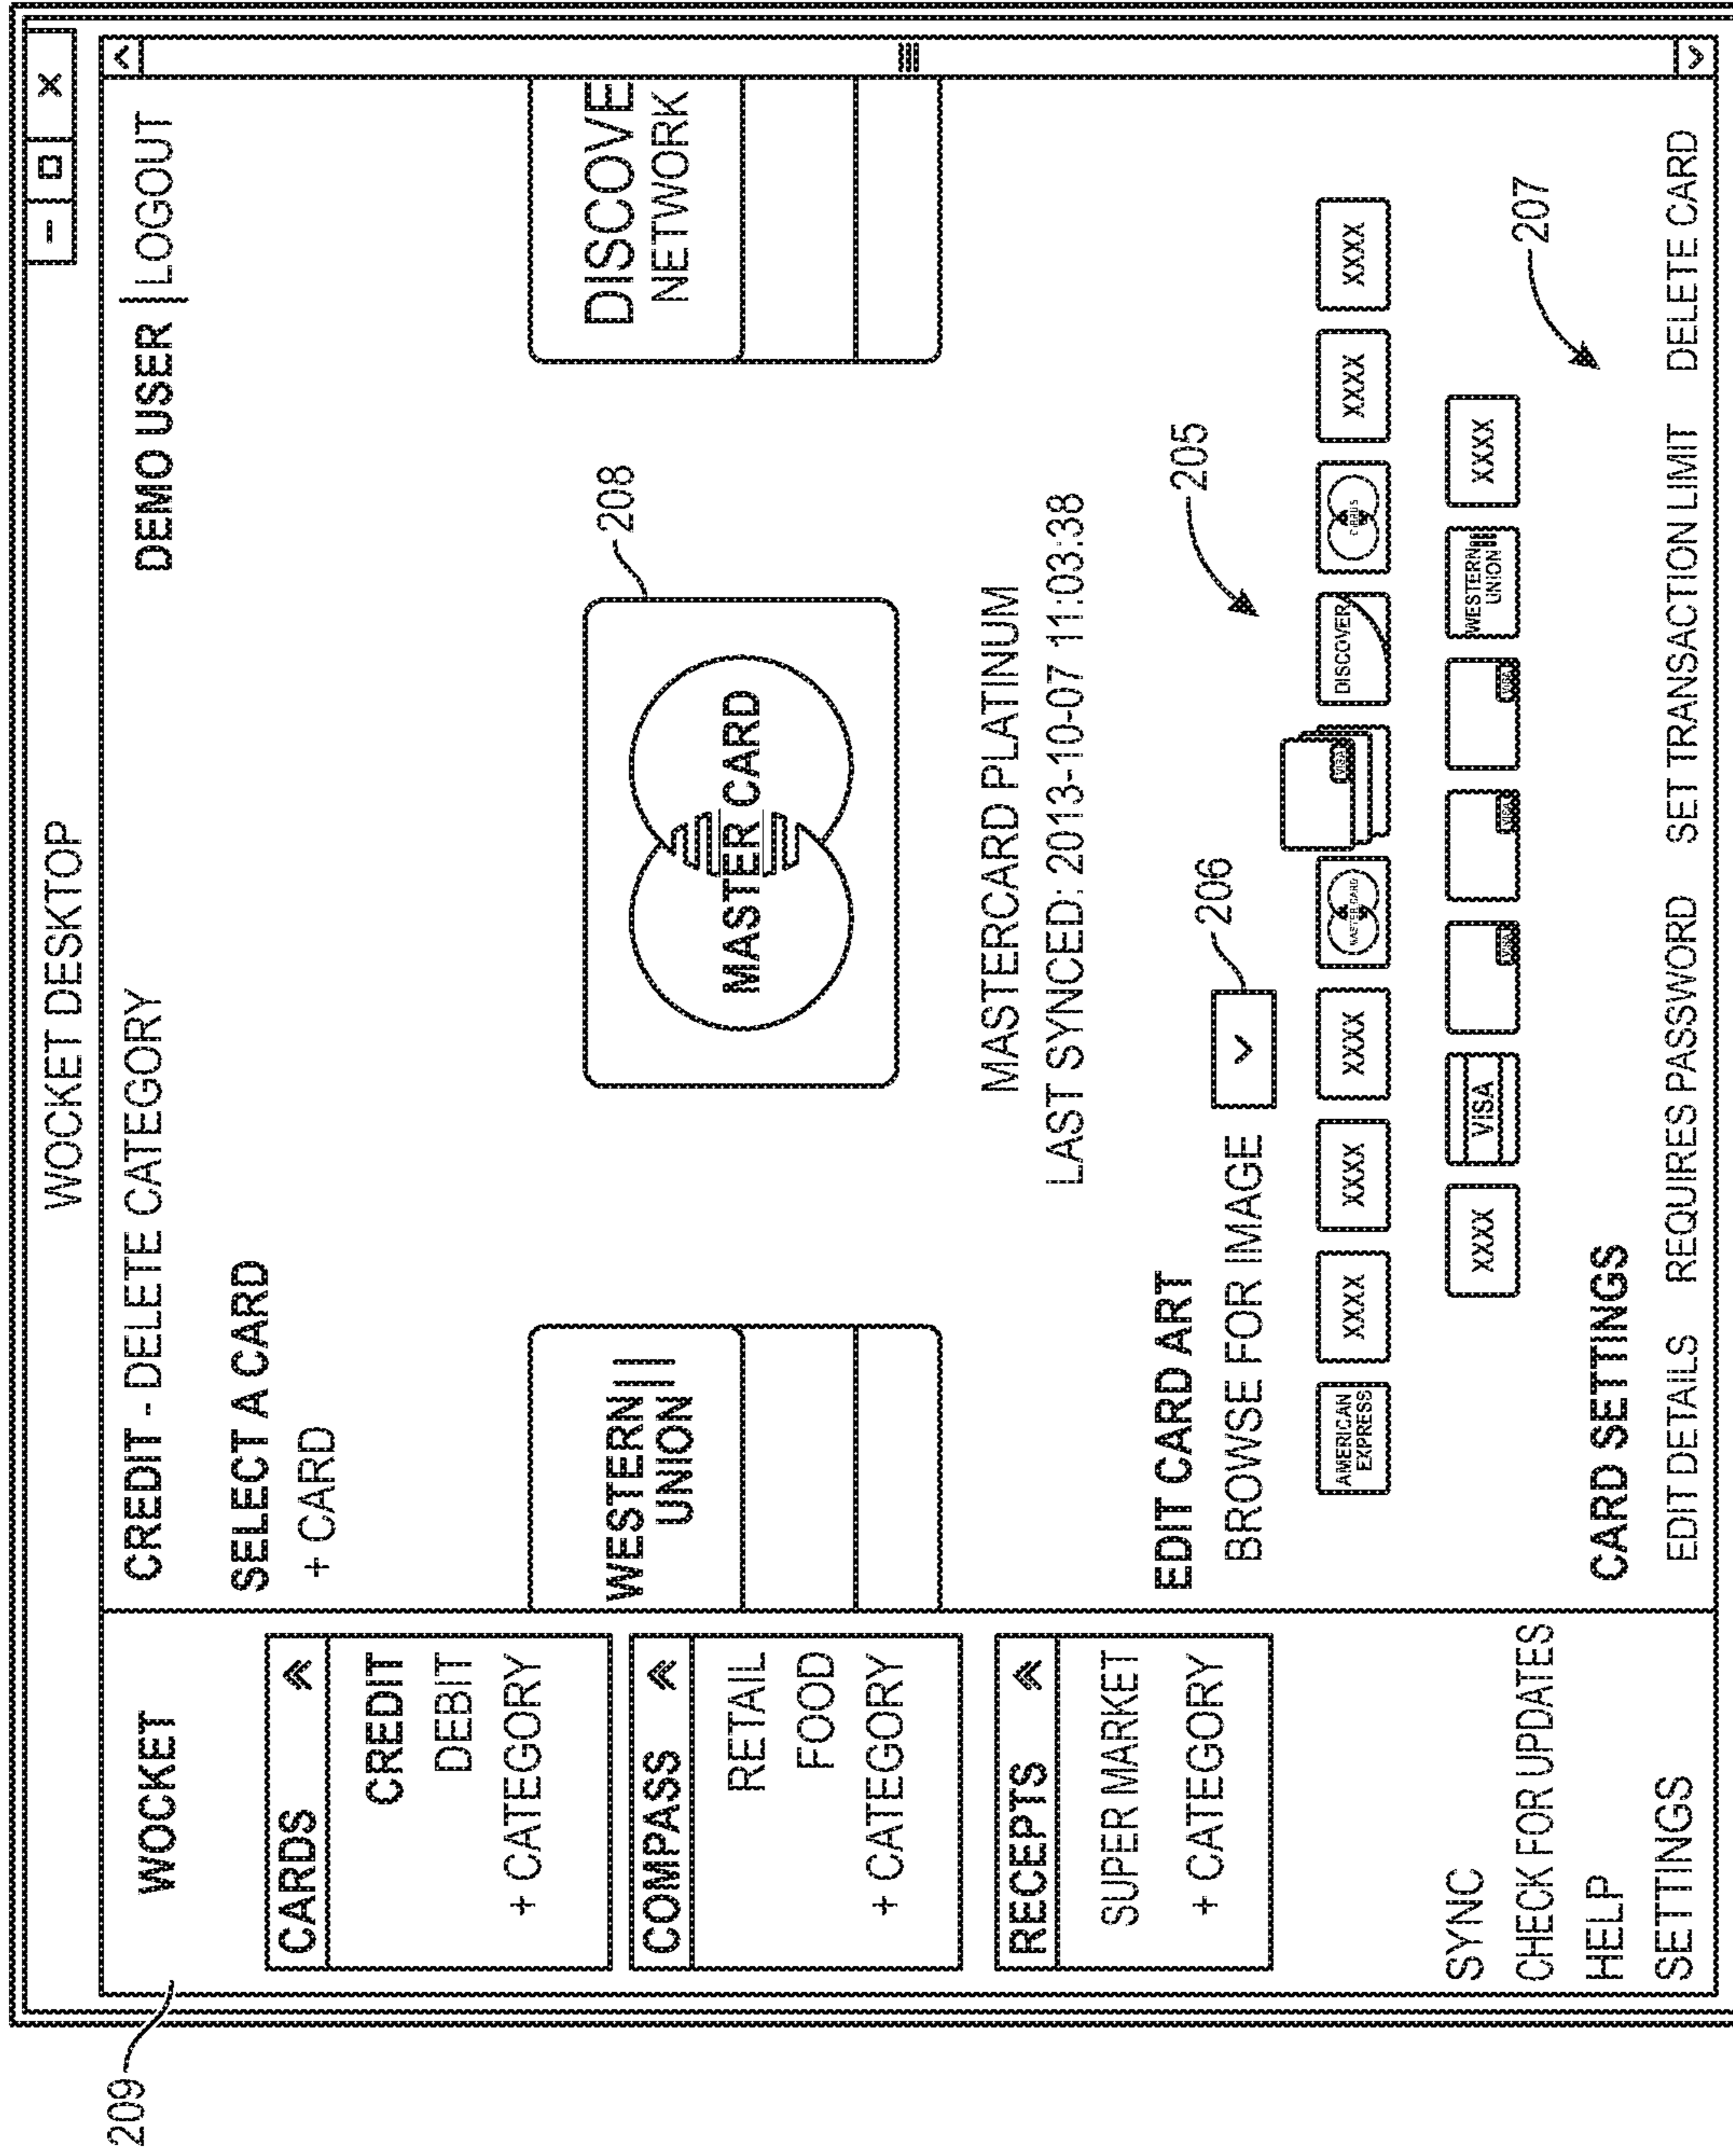 WOCKET DESKTOP
- X
209
WOCKET
CARDS
CREDIT
DEBIT
+ CATEGORY
COMPASS
RETAIL
FOOD
+ CATEGORY
RECEPTS
SUPER MARKET
+ CATEGORY
SYNC
CHECK FOR UPDATES
HELP
SETTINGS
CREDIT - DELETE CATEGORY
DEMO USER | LOGOUT
SELECT A CARD
+ CARD
WESTERN
UNION
MASTER CARD
208
DISCOVE
NETWORK
MASTERCARD PLATINUM
LAST SYNCED: 2013-10-07 11:03:38
EDIT CARD ART
BROWSE FOR IMAGE
206
205
AMERICAN
EXPRESS
XXXX
XXXX
XXXX
MASTER CARD
VISA
DISCOVER
XXXX
XXXX
XXXX
VISA
VISA
VISA
VISA
WESTERN
UNION
XXXX
207
CARD SETTINGS
EDIT DETAILS REQUIRES PASSWORD SET TRANSACTION LIMIT DELETE CARD